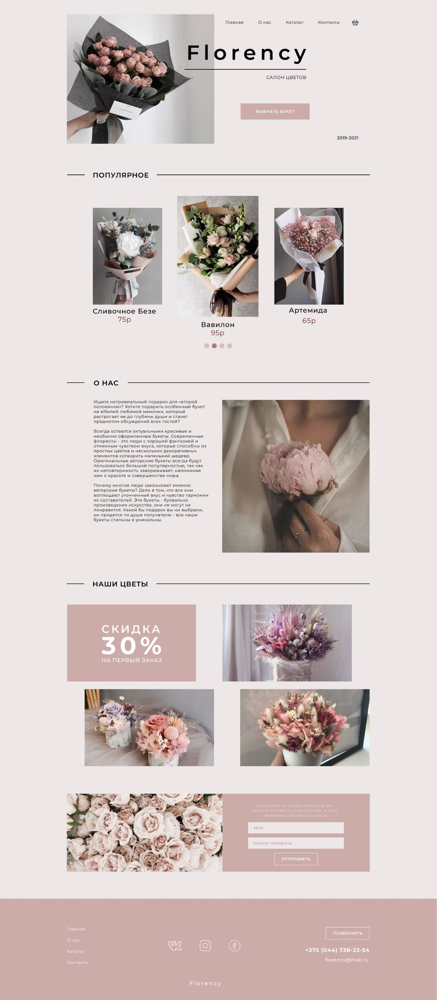 Главная О нас Каталог Контакты
Florency
САЛОН ЦВЕТОВ
ВЫБРАТЬ БУКЕТ
2019-2021
ПОПУЛЯРНОЕ
Сливочное Безе
75р
Вавилон
95р
Артемида
65р
О НАС
Ищите нетривиальный подарок для «второй
половинки»? Хотите подарить особенный букет
на юбилей любимой мамочки, который
растрогает ее до глубины души и станет
предметом обсуждений всех гостей?
Всегда остаются актуальными красивые и
необычно оформленные букеты. Современные
флористы - это люди с хорошей фантазией и
отменным чувством вкуса, которые способны из
простых цветов и нескольких декоративных
элементов сотворить маленький шедевр.
Оригинальные авторские букеты всегда будут
пользоваться большой популярностью, так как
их неповторимость завораживает, напоминая
нам о красоте и совершенстве мира.
Почему многие люди заказывают именно
авторские букеты? Дело в том, что все они
воплощают утонченный вкус и чувство гармонии
их составителей. Эти букеты - буквально
произведения искусства, они не могут не
понравится. Какой бы подарок вы ни выбрали,
он придется по душе получателю - все наши
букеты стильны и уникальны.
НАШИ ЦВЕТЫ
СКИДКА
30%
НА ПЕРВЫЙ ЗАКАЗ
Если у вас остались вопросы, вы
можете оставить свои данные, и наш
менеджер свяжется с вами!
Имя
Номер телефона
ОТПРАВИТЬ
Главная
О нас
Каталог
Контакты
ПОЗВОНИТЬ
+375 (044) 738-23-54
florency@mail.ru
Florency